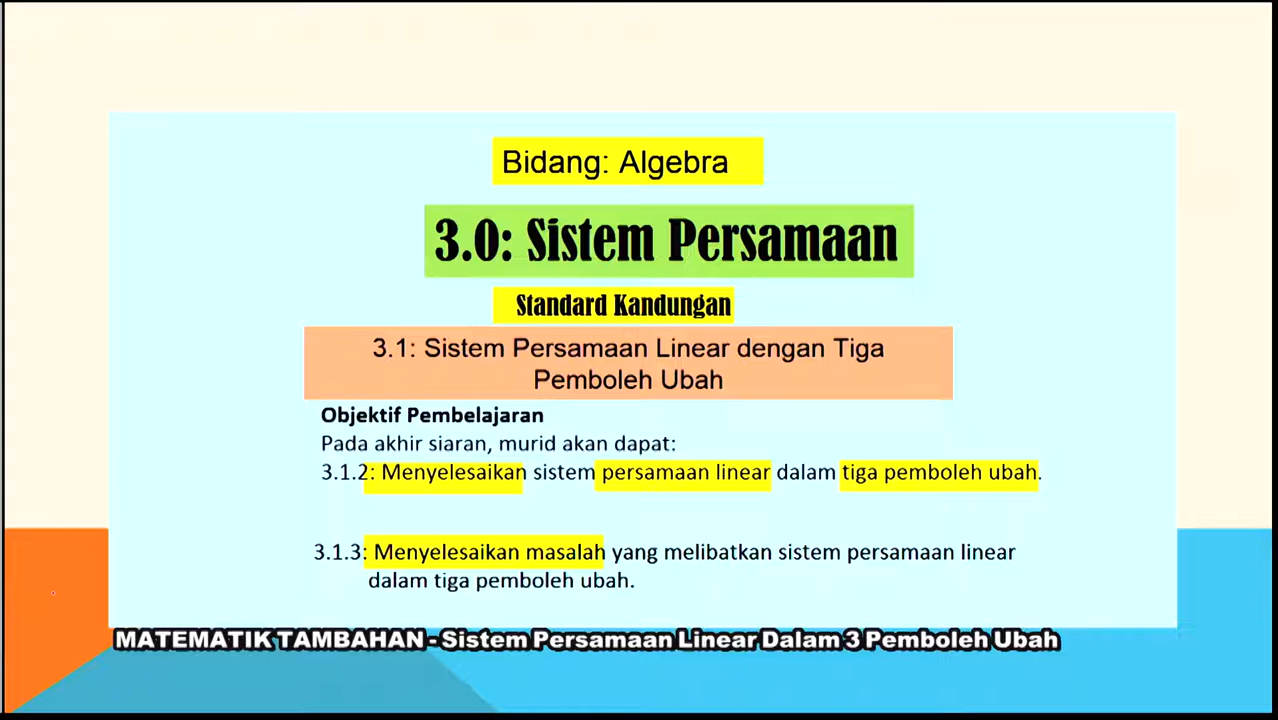 Bidang: Algebra
3.0: Sistem Persamaan
Standard Kandungan
3.1: Sistem Persamaan Linear dengan Tiga
Pemboleh Ubah
Objektif Pembelajaran
Pada akhir siaran, murid akan dapat:
3.1.2: Menyelesaikan sistem persamaan linear dalam tiga pemboleh ubah.
3.1.3: Menyelesaikan masalah yang melibatkan sistem persamaan linear
dalam tiga pemboleh ubah.
MATEMATIK TAMBAHAN - Sistem Persamaan Linear Dalam 3 Pemboleh Ubah